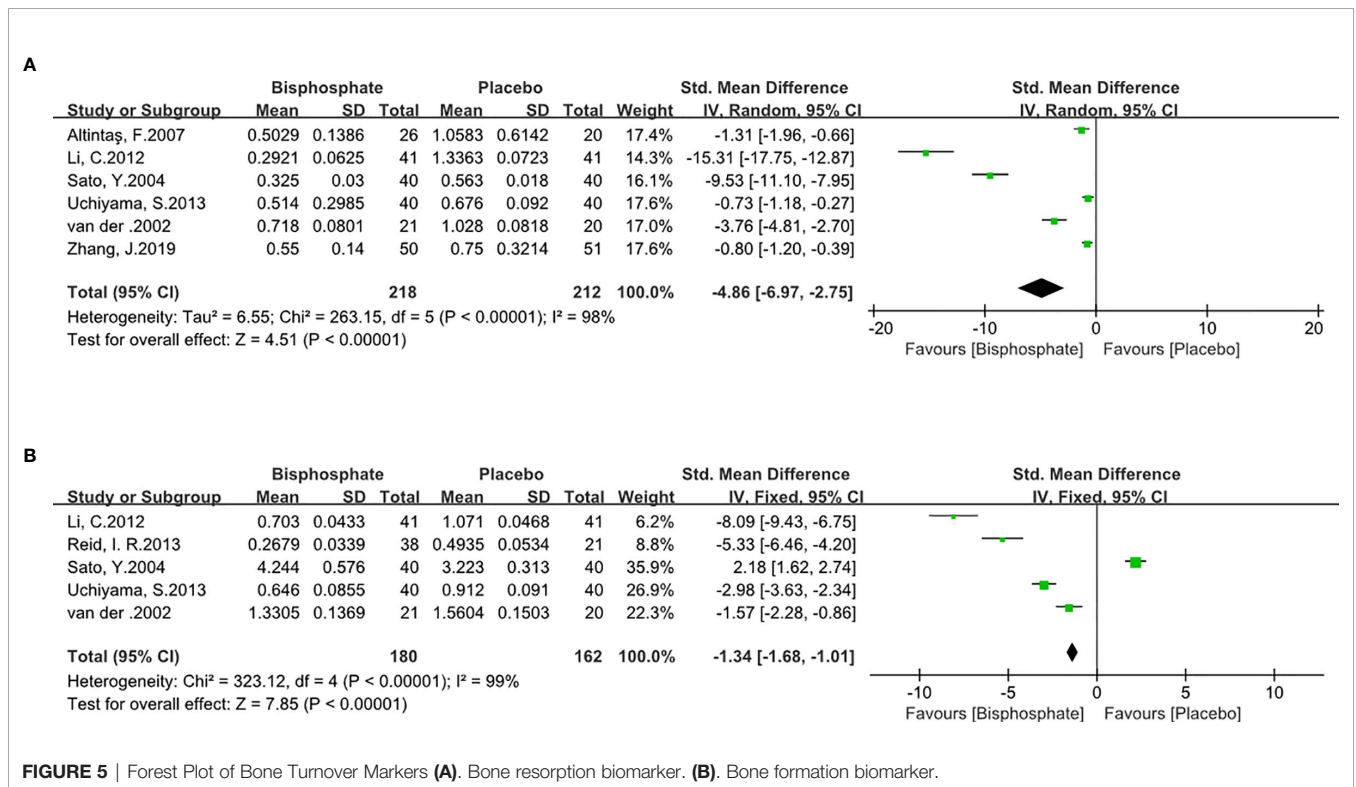 A
Bisphosphate Placebo Std. Mean Difference Std. Mean Difference
Study or Subgroup Mean SD Total Mean SD Total Weight IV, Random, 95% CI IV, Random, 95% CI
Altintaş, F.2007 0.5029 0.1386 26 1.0583 0.6142 20 17.4% -1.31 [-1.96, -0.66]
Li, C.2012 0.2921 0.0625 41 1.3363 0.0723 41 14.3% -15.31 [-17.75, -12.87]
Sato, Y.2004 0.325 0.03 40 0.563 0.018 40 16.1% -9.53 [-11.10, -7.95]
Uchiyama, S.2013 0.514 0.2985 40 0.676 0.092 40 17.6% -0.73 [-1.18, -0.27]
van der .2002 0.718 0.0801 21 1.028 0.0818 20 17.0% -3.76 [-4.81, -2.70]
Zhang, J.2019 0.55 0.14 50 0.75 0.3214 51 17.6% -0.80 [-1.20, -0.39]
Total (95% CI) 218 212 100.0% -4.86 [-6.97, -2.75]
Heterogeneity: Tau² = 6.55; Chi² = 263.15, df = 5 (P < 0.00001); I² = 98%
Test for overall effect: Z = 4.51 (P < 0.00001)
-20 -10 0 10 20
Favours [Bisphosphate] Favours [Placebo]
B
Bisphosphate Placebo Std. Mean Difference Std. Mean Difference
Study or Subgroup Mean SD Total Mean SD Total Weight IV, Fixed, 95% CI IV, Fixed, 95% CI
Li, C.2012 0.703 0.0433 41 1.071 0.0468 41 6.2% -8.09 [-9.43, -6.75]
Reid, I. R.2013 0.2679 0.0339 38 0.4935 0.0534 21 8.8% -5.33 [-6.46, -4.20]
Sato, Y.2004 4.244 0.576 40 3.223 0.313 40 35.9% 2.18 [1.62, 2.74]
Uchiyama, S.2013 0.646 0.0855 40 0.912 0.091 40 26.9% -2.98 [-3.63, -2.34]
van der .2002 1.3305 0.1369 21 1.5604 0.1503 20 22.3% -1.57 [-2.28, -0.86]
Total (95% CI) 180 162 100.0% -1.34 [-1.68, -1.01]
Heterogeneity: Chi² = 323.12, df = 4 (P < 0.00001); I² = 99%
Test for overall effect: Z = 7.85 (P < 0.00001)
-10 -5 0 5 10
Favours [Bisphosphate] Favours [Placebo]
FIGURE 5 | Forest Plot of Bone Turnover Markers (A). Bone resorption biomarker. (B). Bone formation biomarker.